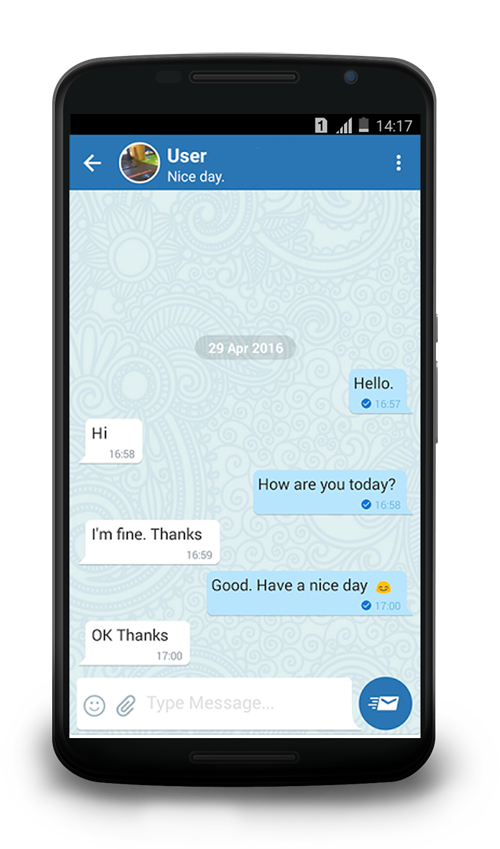 1 14:17
User
Nice day.
29 Apr 2016
Hello.
16:57
Hi
16:58
How are you today?
16:58
I'm fine. Thanks
16:59
Good. Have a nice day 😊
17:00
OK Thanks
17:00
Type Message...